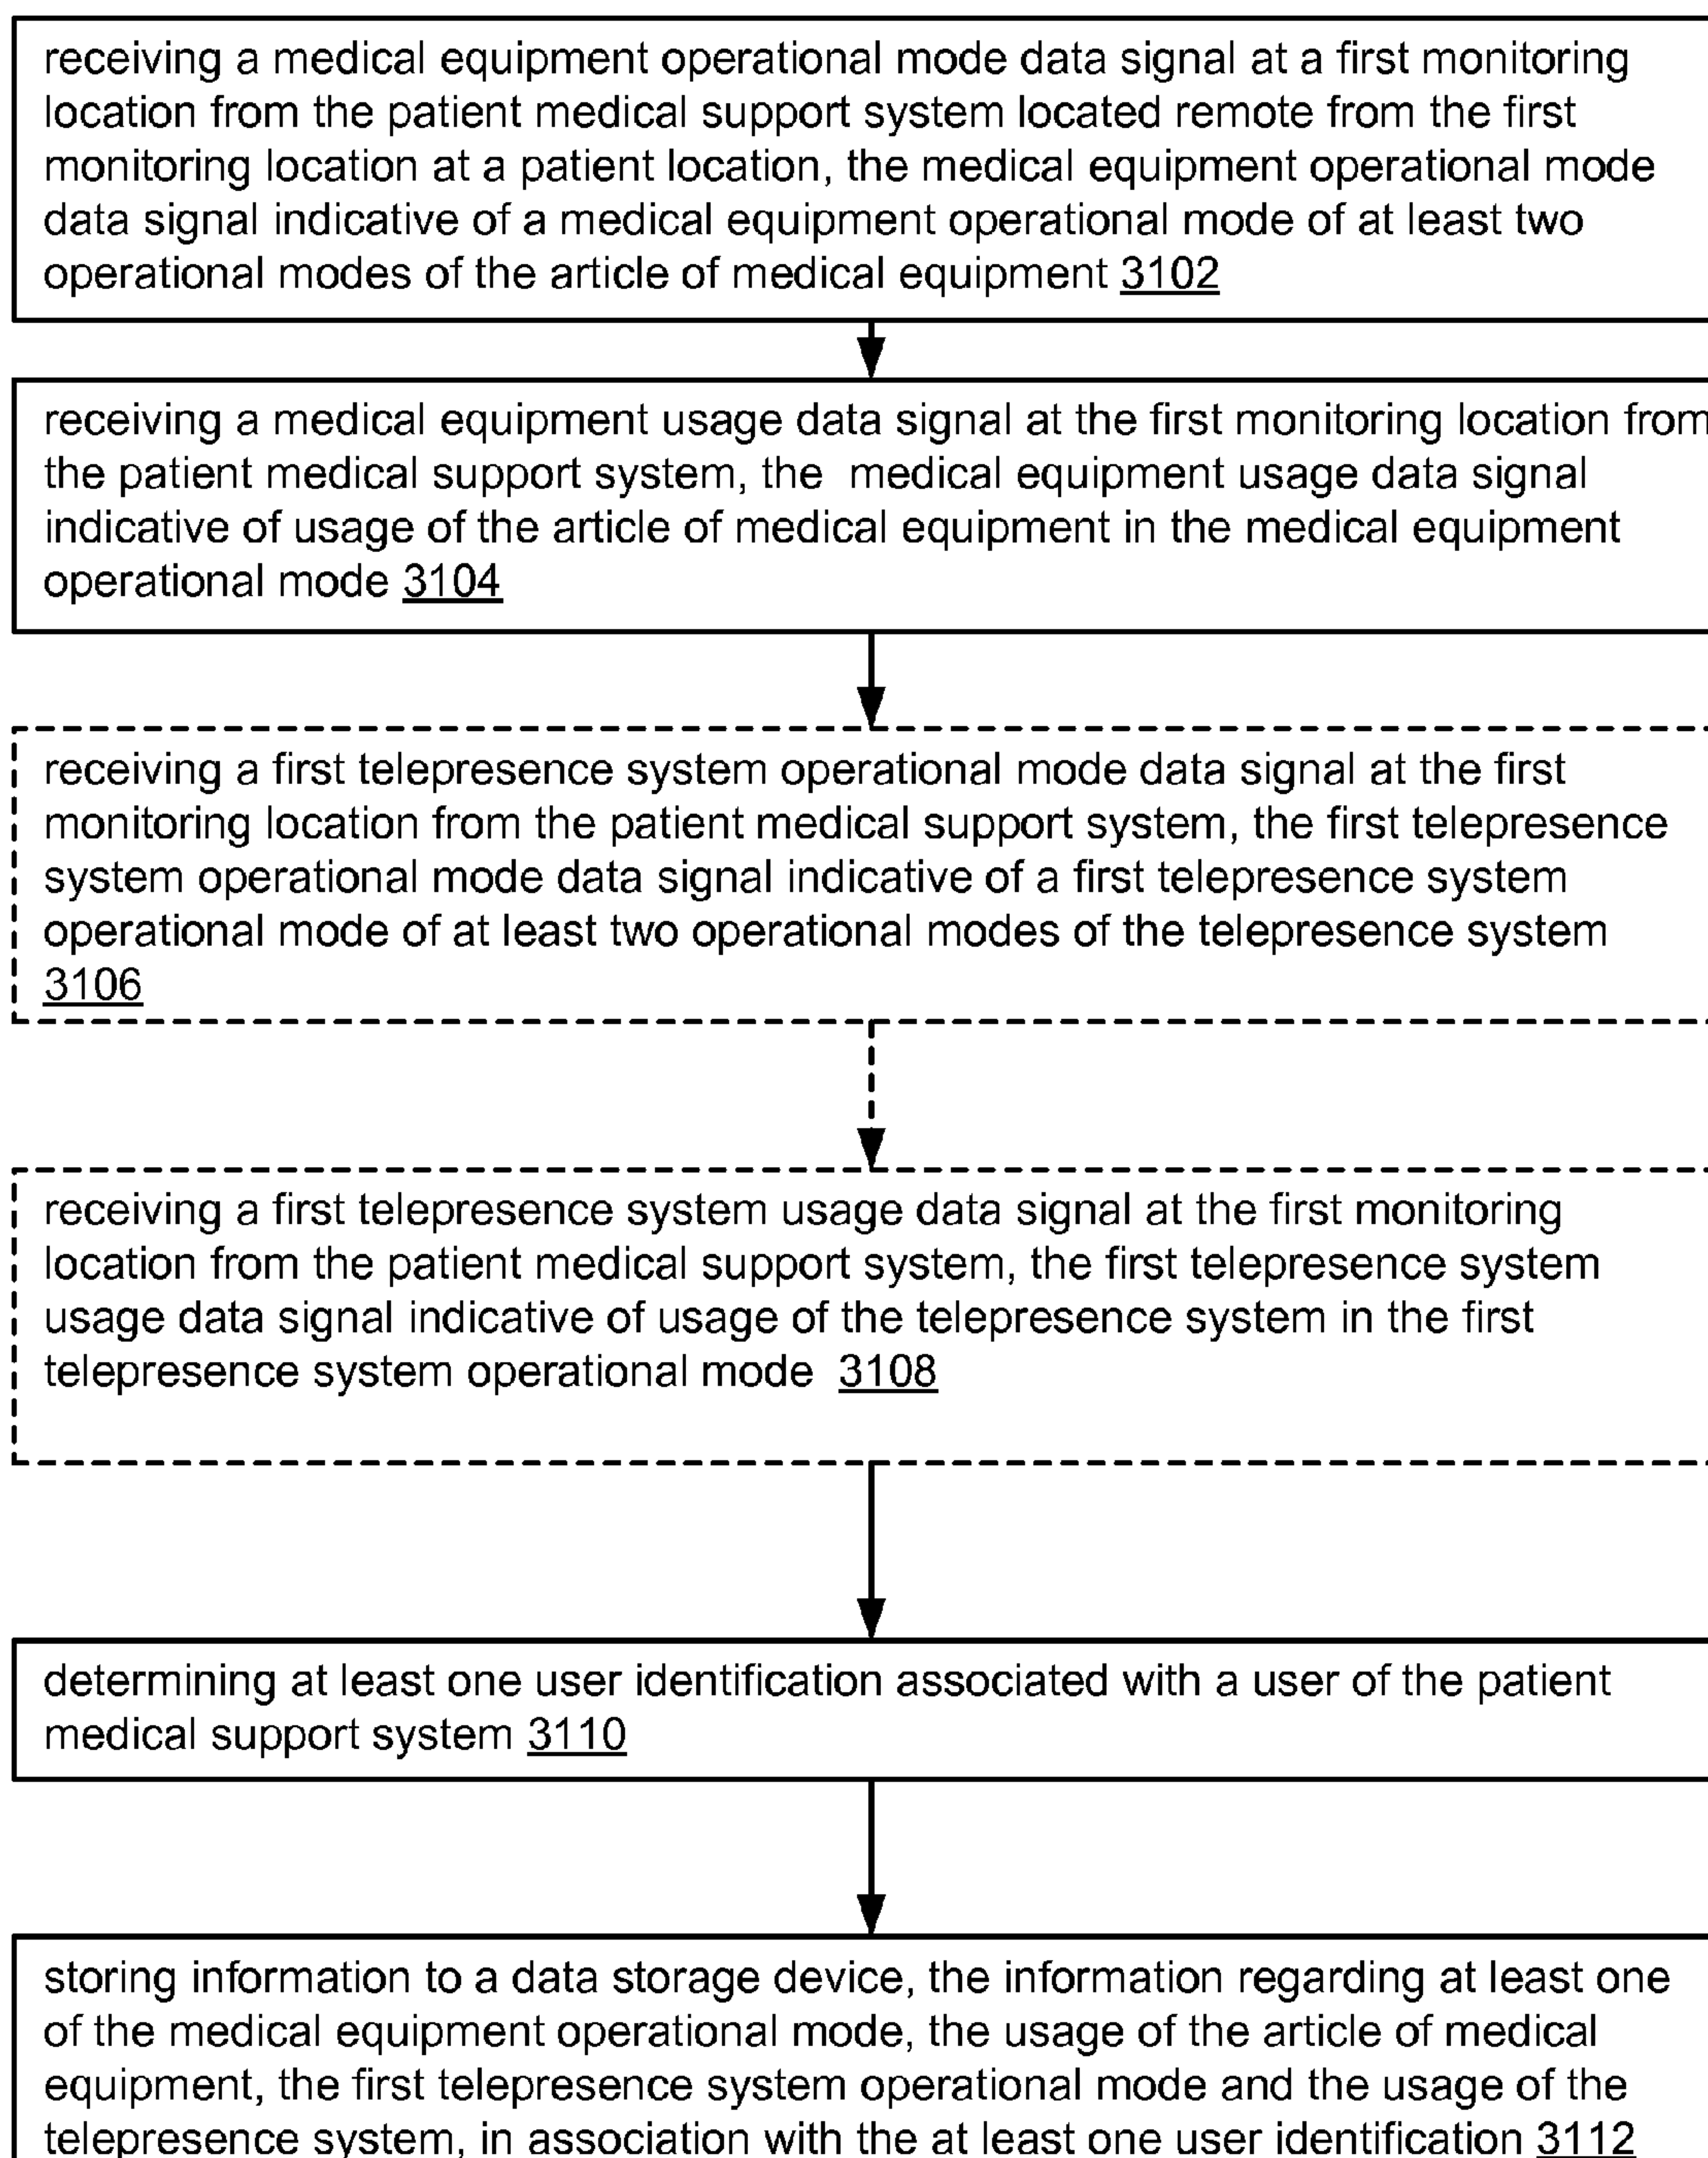 receiving a medical equipment operational mode data signal at a first monitoring
location from the patient medical support system located remote from the first
monitoring location at a patient location, the medical equipment operational mode
data signal indicative of a medical equipment operational mode of at least two
operational modes of the article of medical equipment 3102
receiving a medical equipment usage data signal at the first monitoring location from
the patient medical support system, the  medical equipment usage data signal
indicative of usage of the article of medical equipment in the medical equipment
operational mode 3104
receiving a first telepresence system operational mode data signal at the first
monitoring location from the patient medical support system, the first telepresence
system operational mode data signal indicative of a first telepresence system
operational mode of at least two operational modes of the telepresence system
3106
receiving a first telepresence system usage data signal at the first monitoring
location from the patient medical support system, the first telepresence system
usage data signal indicative of usage of the telepresence system in the first
telepresence system operational mode  3108
determining at least one user identification associated with a user of the patient
medical support system 3110
storing information to a data storage device, the information regarding at least one
of the medical equipment operational mode, the usage of the article of medical
equipment, the first telepresence system operational mode and the usage of the
telepresence system, in association with the at least one user identification 3112